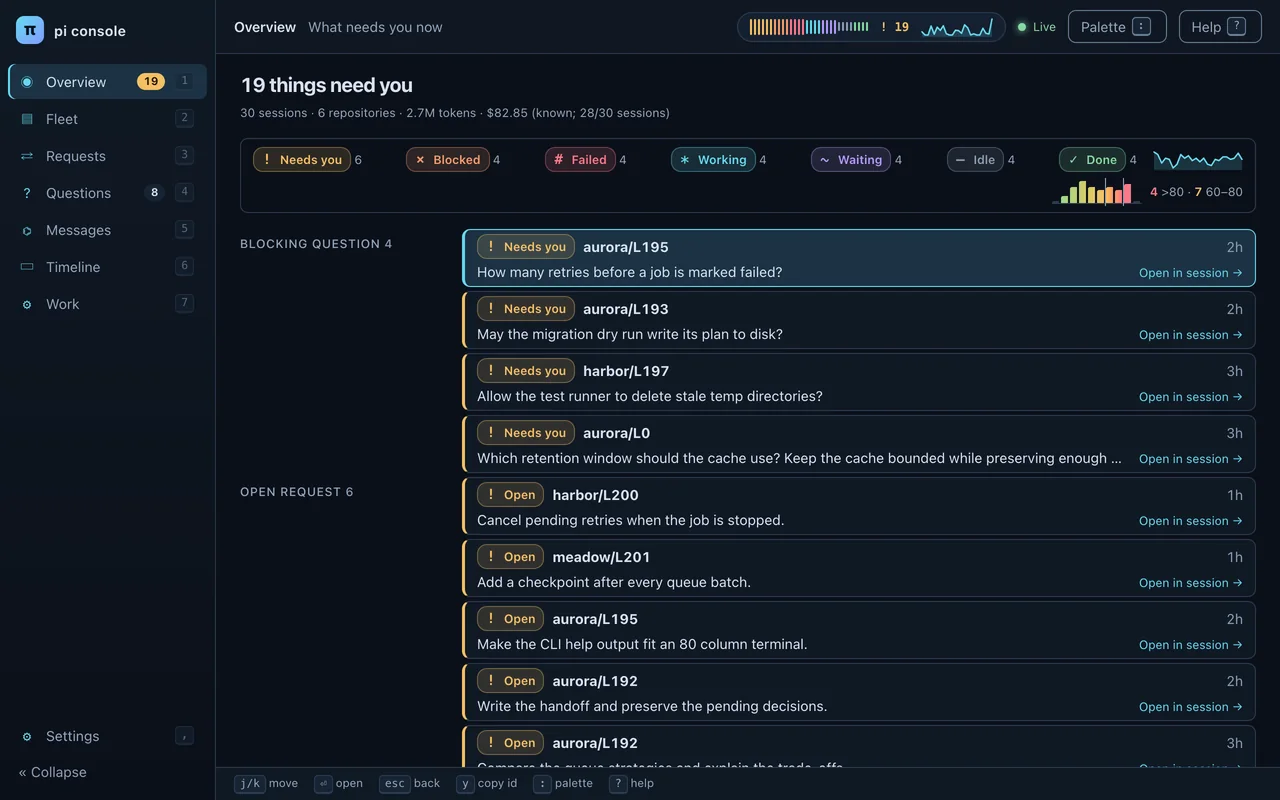 π pi console
Overview What needs you now ! 19 Live Palette : Help ?
Overview 19 1
Fleet 2
Requests 3
Questions 8 4
Messages 5
Timeline 6
Work 7
Settings ,
« Collapse
19 things need you
30 sessions · 6 repositories · 2.7M tokens · $82.85 (known; 28/30 sessions)
! Needs you 6 × Blocked 4 # Failed 4 ∗ Working 4 ~ Waiting 4 – Idle 4 ✓ Done 4
4 >80 · 7 60–80
BLOCKING QUESTION 4
! Needs you aurora/L195 2h
How many retries before a job is marked failed? Open in session →
! Needs you aurora/L193 2h
May the migration dry run write its plan to disk? Open in session →
! Needs you harbor/L197 3h
Allow the test runner to delete stale temp directories? Open in session →
! Needs you aurora/L0 3h
Which retention window should the cache use? Keep the cache bounded while preserving enough ... Open in session →
OPEN REQUEST 6
! Open harbor/L200 1h
Cancel pending retries when the job is stopped. Open in session →
! Open meadow/L201 1h
Add a checkpoint after every queue batch. Open in session →
! Open aurora/L195 2h
Make the CLI help output fit an 80 column terminal. Open in session →
! Open aurora/L192 2h
Write the handoff and preserve the pending decisions. Open in session →
! Open aurora/L192 3h
Compare the queue strategies and explain the trade-offs.
j/k move ⏎ open esc back y copy id : palette ? help